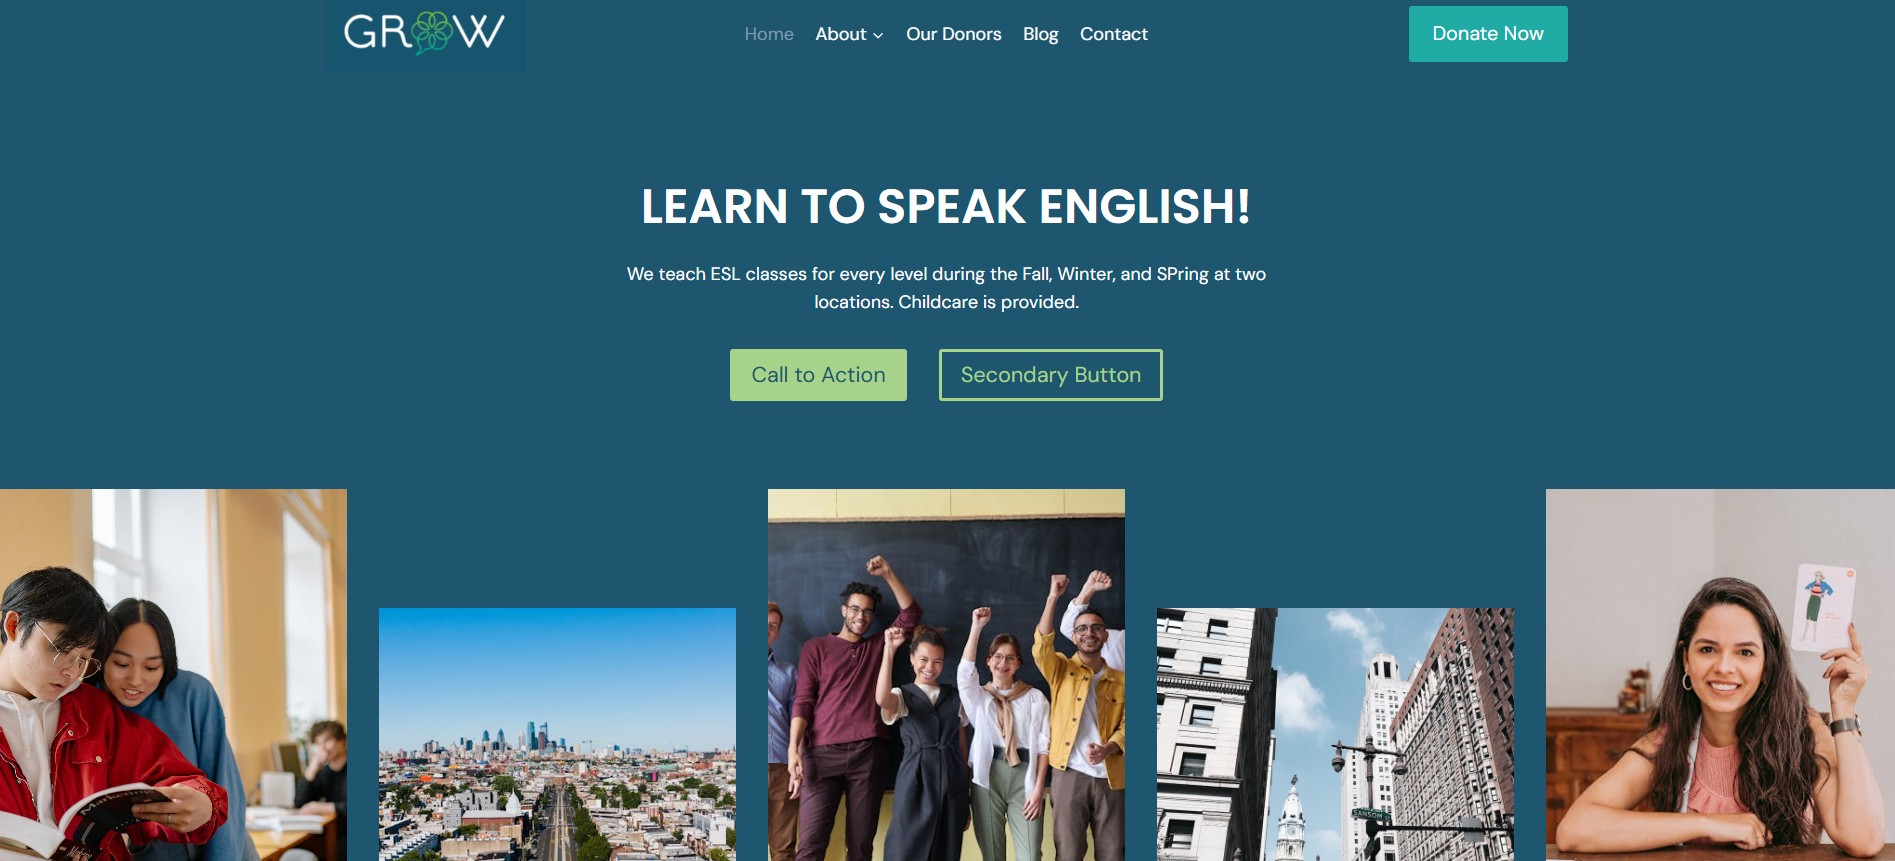 GROW
Home About Our Donors Blog Contact
Donate Now
LEARN TO SPEAK ENGLISH!
We teach ESL classes for every level during the Fall, Winter, and SPring at two
locations. Childcare is provided.
Call to Action
Secondary Button
SANSOM